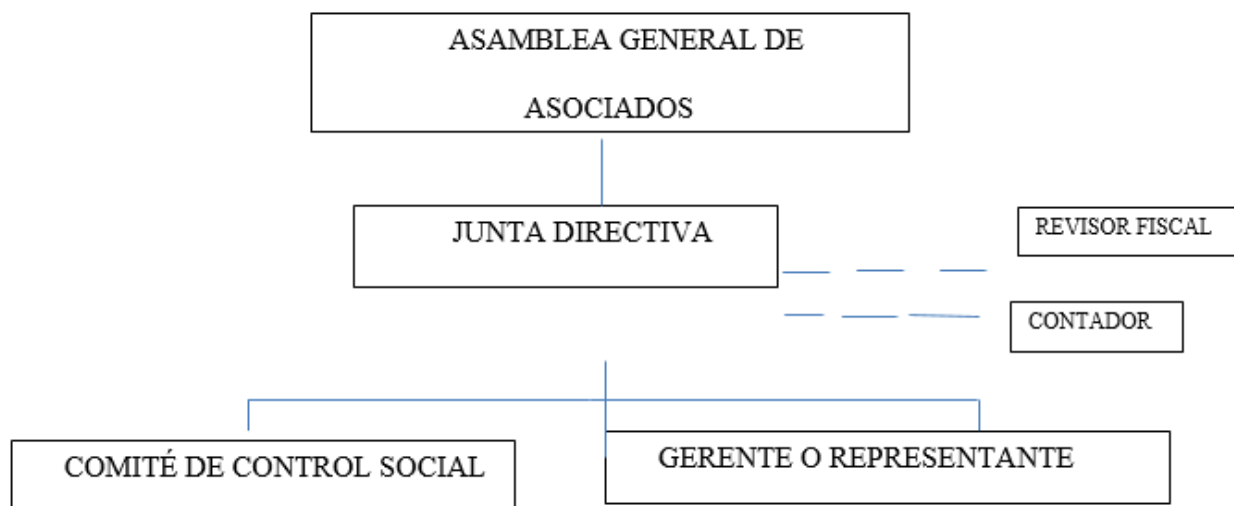 ASAMBLEA GENERAL DE
ASOCIADOS
JUNTA DIRECTIVA
REVISOR FISCAL
CONTADOR
COMITÉ DE CONTROL SOCIAL
GERENTE O REPRESENTANTE